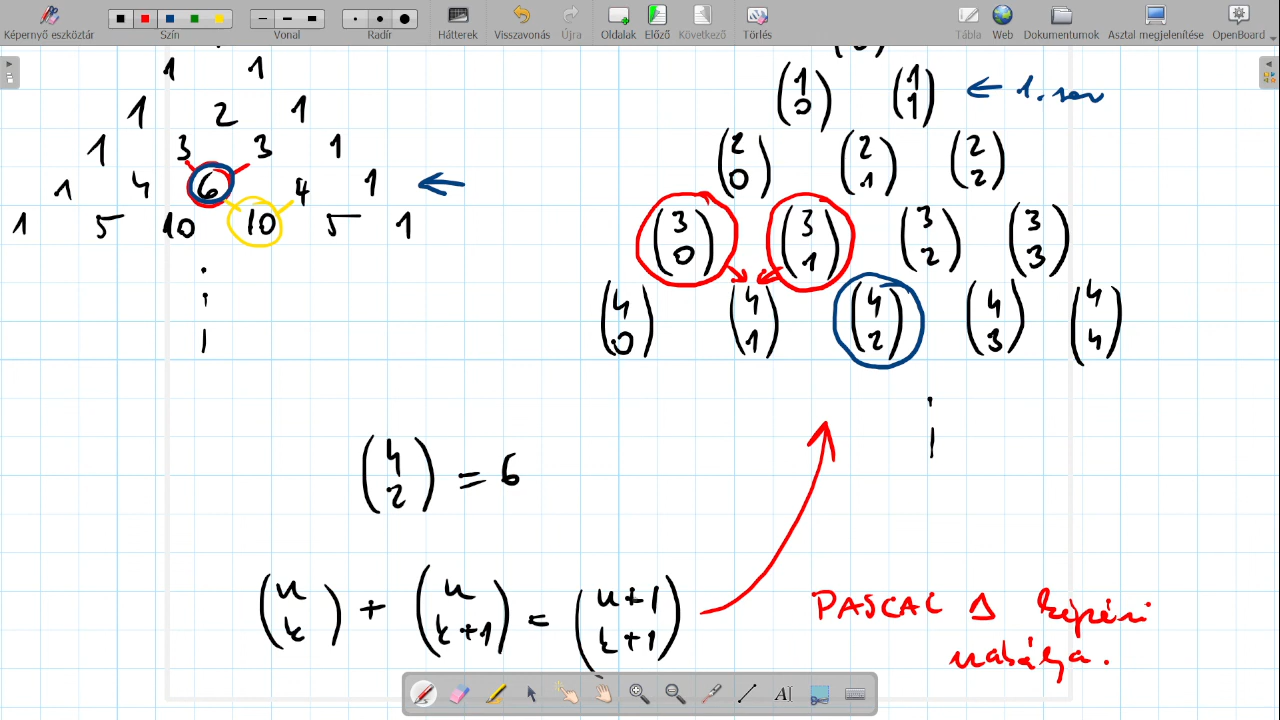 Képernyő eszköztár Szín Vonal Radír Hátterek Visszavonás Újra Oldalak Előző Következő Törlés Tábla Web Dokumentumok Asztal megjelenítése OpenBoard
1 1
1 2 1
1 3 3 1
1 4 6 4 1 ←
1 5 10 10 5 1
(1 0) (1 1) ← 1. sor
(2 0) (2 1) (2 2)
(3 0) (3 1) (3 2) (3 3)
(4 0) (4 1) (4 2) (4 3) (4 4)
(4 2) = 6
(n k) + (n k+1) = (n+1 k+1)
PASCAL Δ képzési
szabálya.